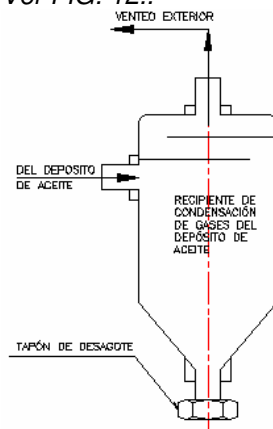 Ver FIG. 12..
VENTEO EXTERIOR
DEL DEPOSITO
DE ACEITE
RECIPIENTE DE
CONDENSACIÓN
DE GASES DEL
DEPÓSITO DE
ACEITE
TAPÓN DE DESAGOTE